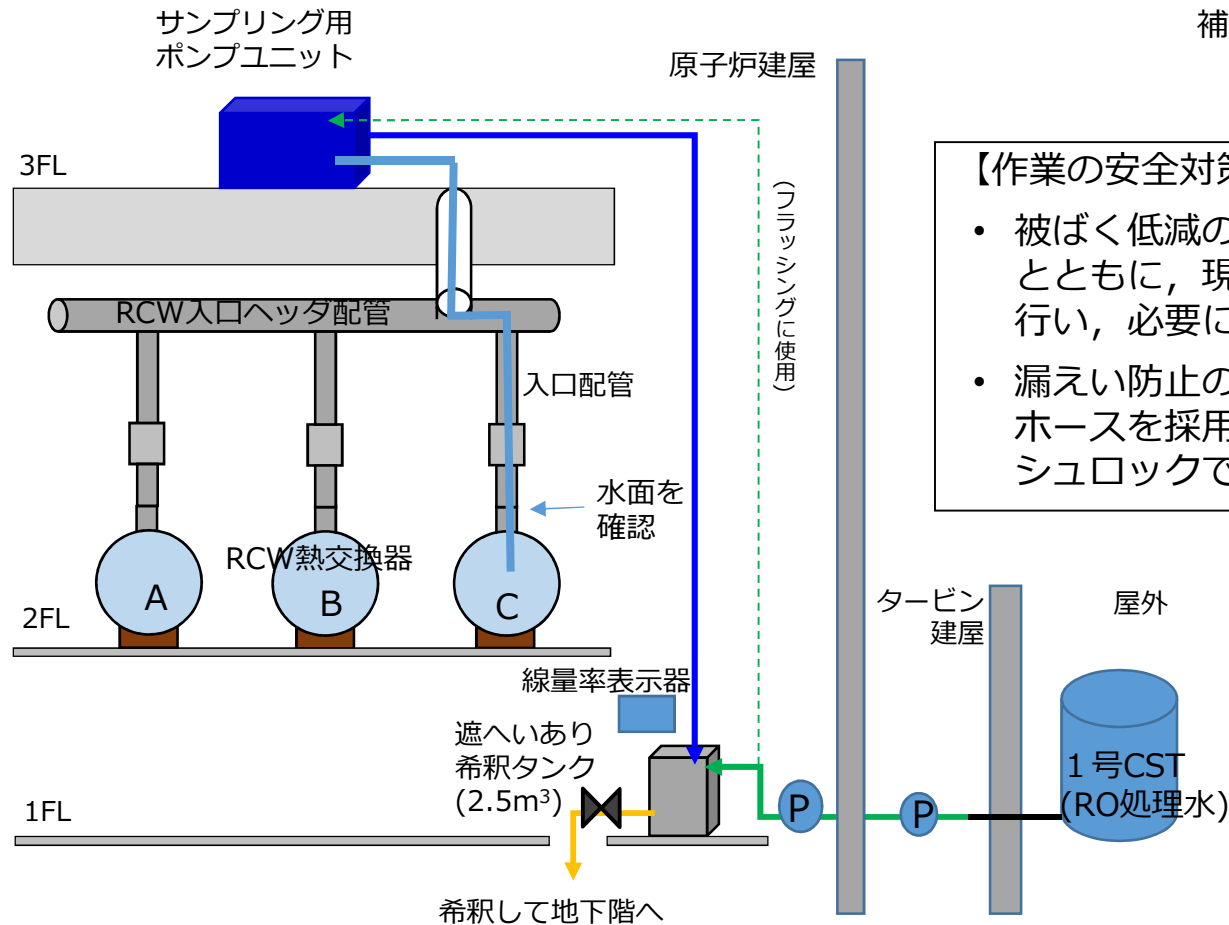 サンプリング用
ポンプユニット
補
原子炉建屋
3FL
(フラッシングに使用)
【作業の安全対策
• 被ばく低減の
とともに，現
行い，必要に
• 漏えい防止の
ホースを採用
シュロックで
RCW入口ヘッダ配管
入口配管
水面を
確認
RCW熱交換器
A
B
C
2FL
タービン
建屋
屋外
線量率表示器
遮へいあり
希釈タンク
(2.5m³)
1FL
P
P
１号CST
(RO処理水)
希釈して地下階へ